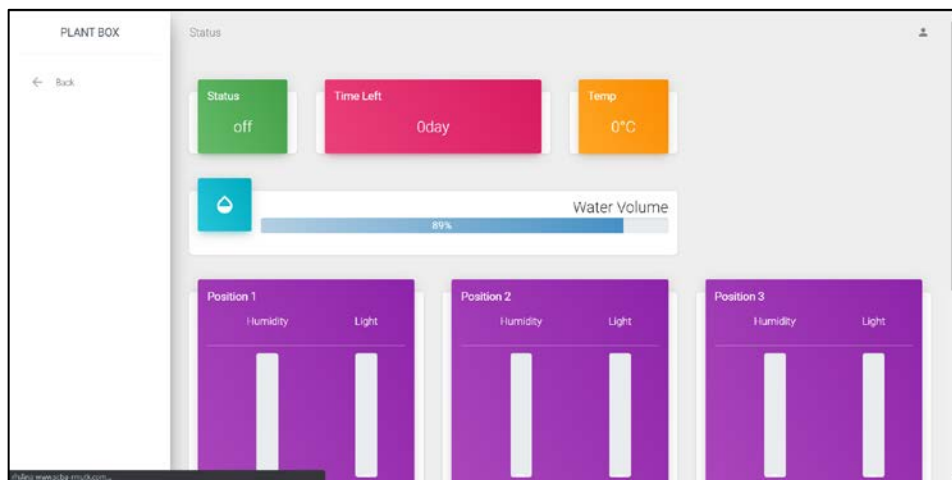 PLANT BOX
Status
Back
Status
off
Time Left
0day
Temp
0°C
Water Volume
89%
Position 1
Humidity Light
Position 2
Humidity Light
Position 3
Humidity Light